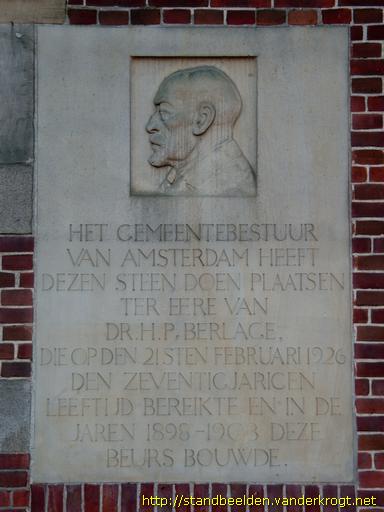 HET GEMEENTEBESTUUR
VAN AMSTERDAM HEEFT
DEZEN STEEN DOEN PLAATSEN
TER EERE VAN
DR. H. P. BERLAGE,
DIE OP DEN 21STEN FEBRUARI 1926
DEN ZEVENTIGJARIGEN
LEEFTIJD BEREIKTE EN IN DE
JAREN 1898-1903 DEZE
BEURS BOUWDE.
http://standbeelden.vanderkrogt.net